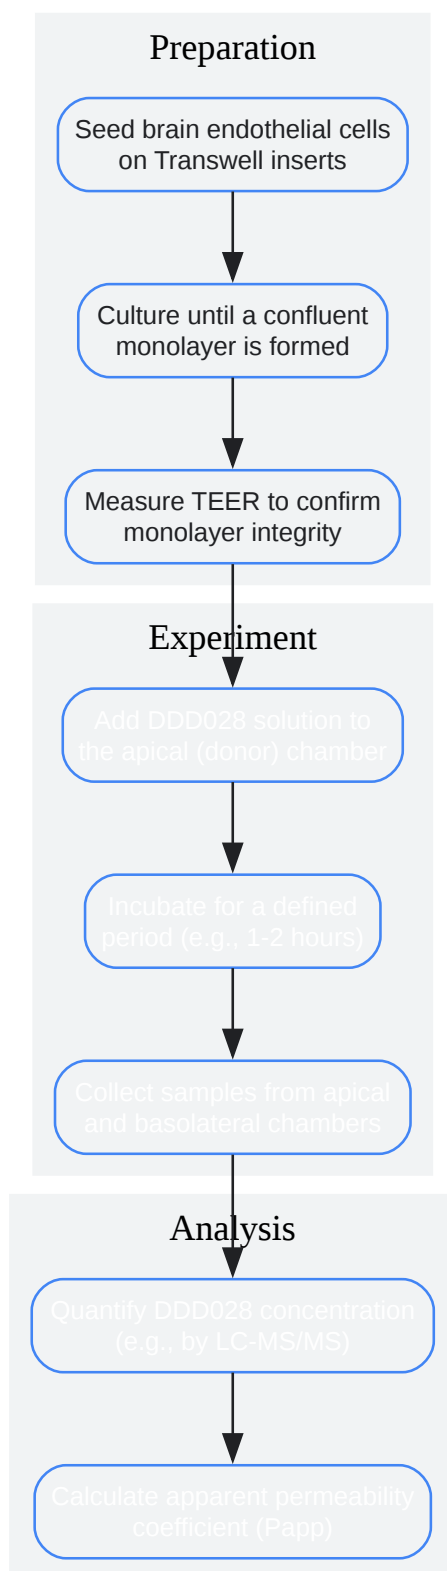 Preparation
Seed brain endothelial cells
on Transwell inserts
Culture until a confluent
monolayer is formed
Measure TEER to confirm
monolayer integrity
Experiment
Add DDD028 solution to
the apical (donor) chamber
Incubate for a defined
period (e.g., 1-2 hours)
Collect samples from apical
and basolateral chambers
Analysis
Quantify DDD028 concentration
(e.g., by LC-MS/MS)
Calculate apparent permeability
coefficient (Papp)